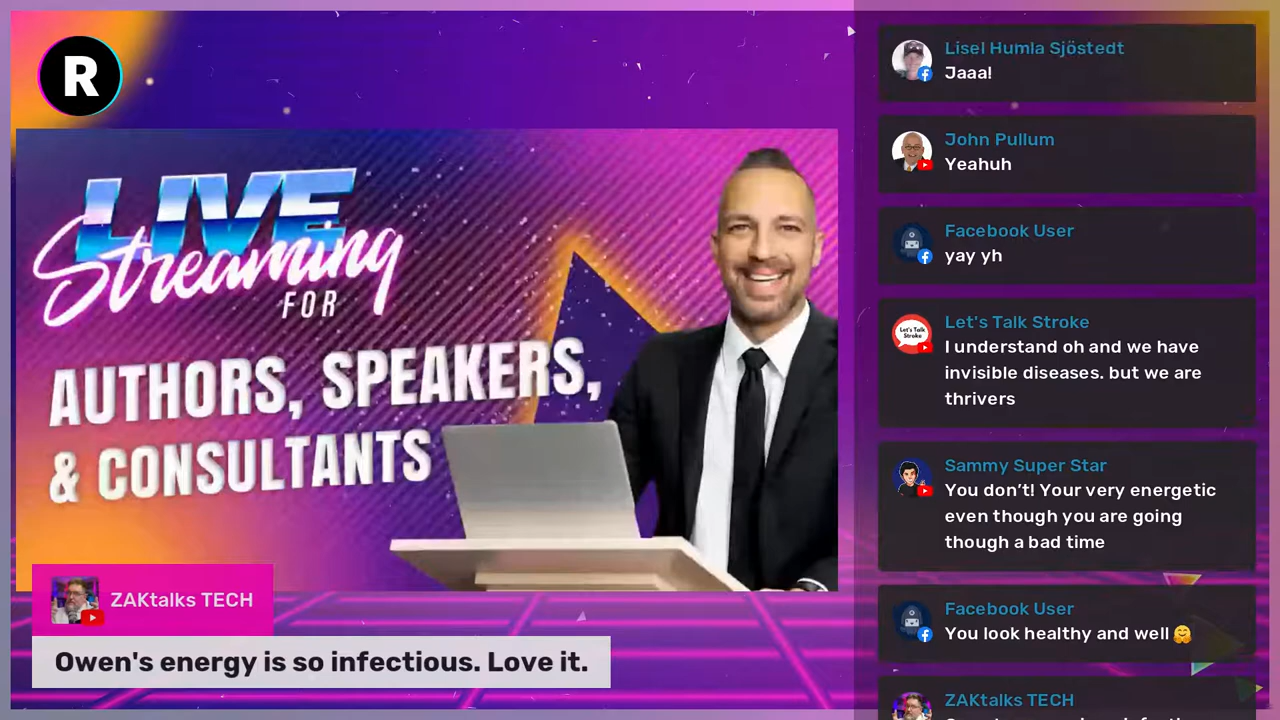 R
LIVE
Streaming
FOR
AUTHORS, SPEAKERS,
& CONSULTANTS
ZAKtalks TECH
Owen's energy is so infectious. Love it.
Lisel Humla Sjöstedt
Jaaa!
John Pullum
Yeahuh
Facebook User
yay yh
Let's Talk
Stroke
Let's Talk Stroke
I understand oh and we have
invisible diseases. but we are
thrivers
Sammy Super Star
You don’t! Your very energetic
even though you are going
though a bad time
Facebook User
You look healthy and well 🤗
ZAKtalks TECH